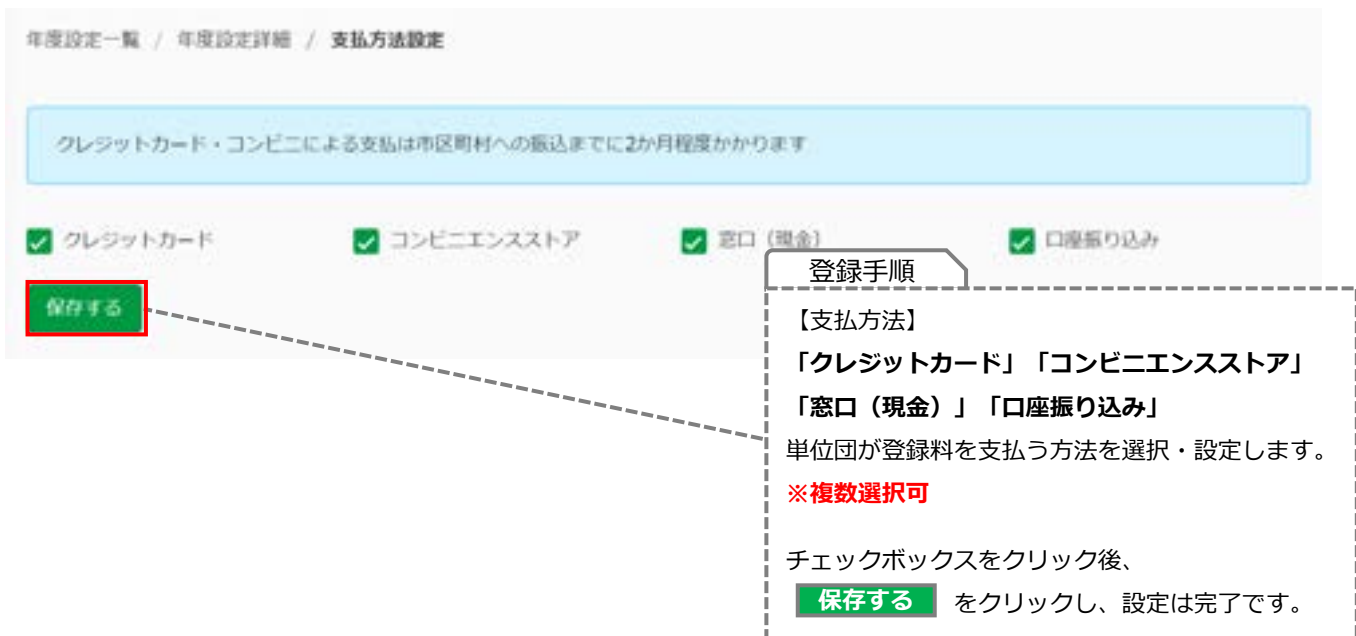 年度設定一覧 / 年度設定詳細 / 支払方法設定
クレジットカード・コンビニによる支払は市区町村への振込までに2か月程度かかります
クレジットカード
コンビニエンスストア
窓口（現金）
口座振り込み
保存する
登録手順
【支払方法】
「クレジットカード」「コンビニエンスストア」
「窓口（現金）」「口座振り込み」
単位団が登録料を支払う方法を選択・設定します。
※複数選択可
チェックボックスをクリック後、
保存する をクリックし、設定は完了です。